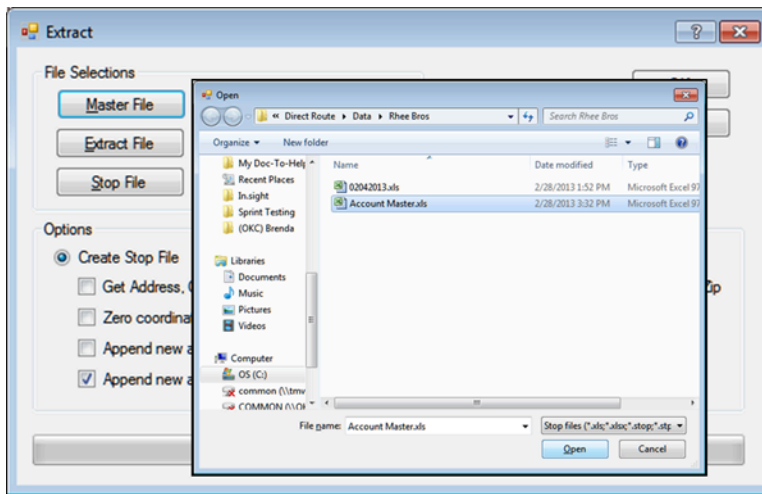 Extract
File Selections
Master File
Extract File
Stop File
Options
Create Stop File
Get Address,
Zero coordina
Append new a
Append new a
Zip
Open
« Direct Route ▸ Data ▸ Rhee Bros
Search Rhee Bros
Organize
New folder
My Doc-To-Help
Recent Places
In.sight
Sprint Testing
(OKC) Brenda
Libraries
Documents
Music
Pictures
Videos
Computer
OS (C:)
common (\\tmv
COMMON (\\OI
Name
Date modified
Type
02042013.xls
2/28/2013 1:52 PM
Microsoft Excel 97
Account Master.xls
2/28/2013 3:32 PM
Microsoft Excel 97
File name:
Account Master.xls
Stop files (*.xls;*.xlsx;*.stop;*.stp
Open
Cancel